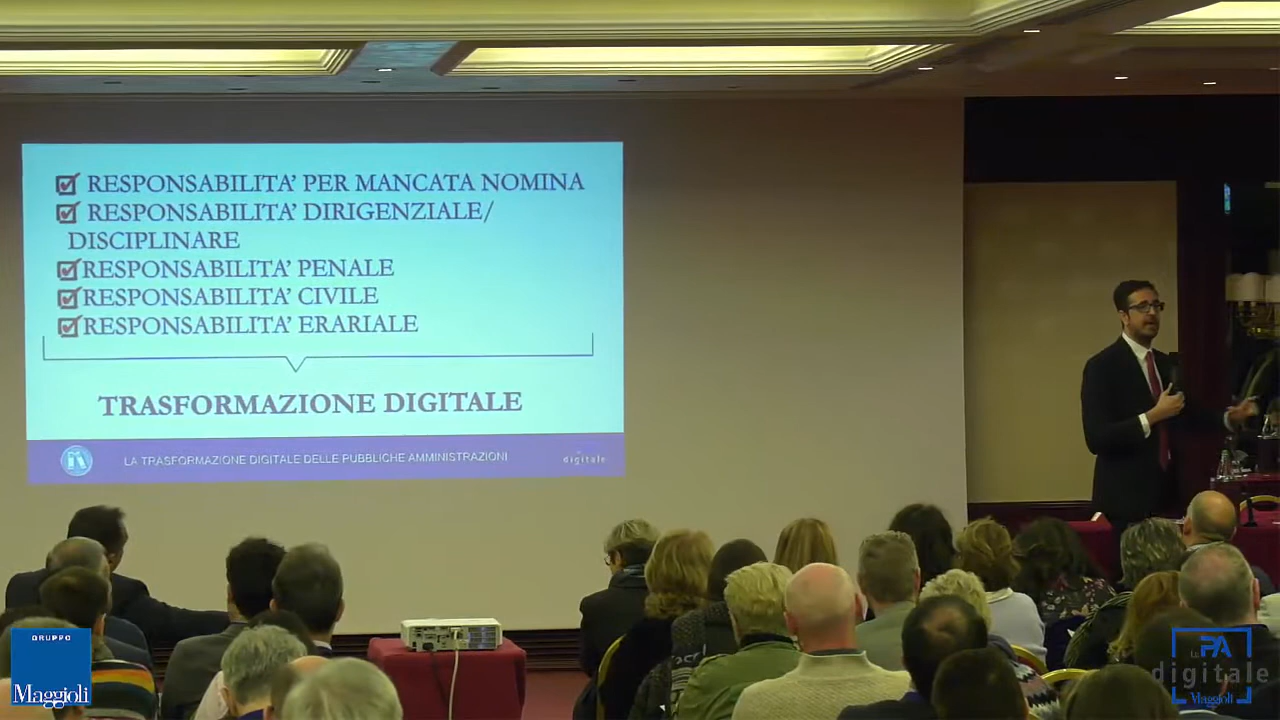 RESPONSABILITA' PER MANCATA NOMINA
RESPONSABILITA' DIRIGENZIALE/
DISCIPLINARE
RESPONSABILITA' PENALE
RESPONSABILITA' CIVILE
RESPONSABILITA' ERARIALE
TRASFORMAZIONE DIGITALE
LA TRASFORMAZIONE DIGITALE DELLE PUBBLICHE AMMINISTRAZIONI
digitale
GRUPPO
Maggioli
La PA
digitale
Maggioli